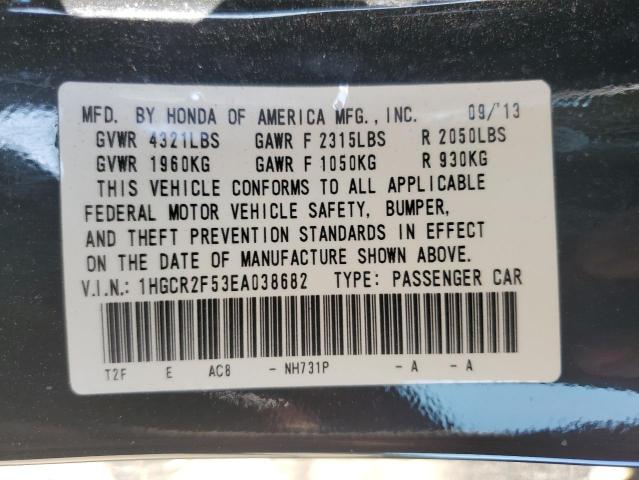 MFD. BY HONDA OF AMERICA MFG., INC. 09/'13
GVWR 4321LBS GAWR F 2315LBS R 2050LBS
GVWR 1960KG GAWR F 1050KG R 930KG
THIS VEHICLE CONFORMS TO ALL APPLICABLE
FEDERAL MOTOR VEHICLE SAFETY, BUMPER,
AND THEFT PREVENTION STANDARDS IN EFFECT
ON THE DATE OF MANUFACTURE SHOWN ABOVE.
V.I.N.: 1HGCR2F53EA038682 TYPE: PASSENGER CAR
T2F E AC8 - NH731P - A - A